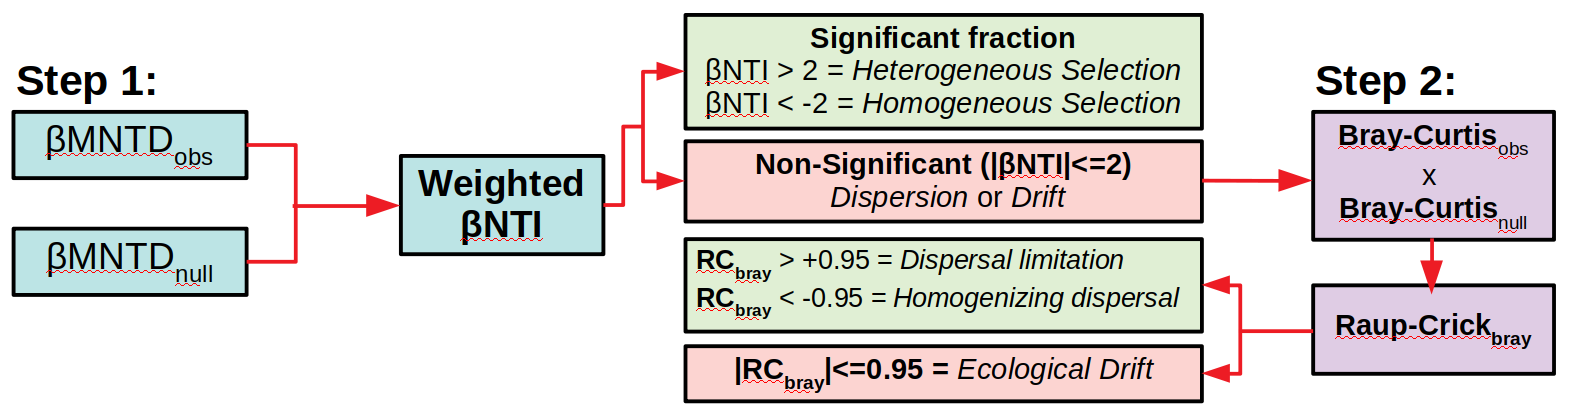 Step 1:
βMNTDobs
βMNTDnull
Weighted
βNTI
Significant fraction
βNTI > 2 = Heterogeneous Selection
βNTI < -2 = Homogeneous Selection
Non-Significant (|βNTI|<=2)
Dispersion or Drift
Step 2:
Bray-Curtisobs
x
Bray-Curtisnull
Raup-Crickbray
RCbray > +0.95 = Dispersal limitation
RCbray < -0.95 = Homogenizing dispersal
|RCbray|<=0.95 = Ecological Drift